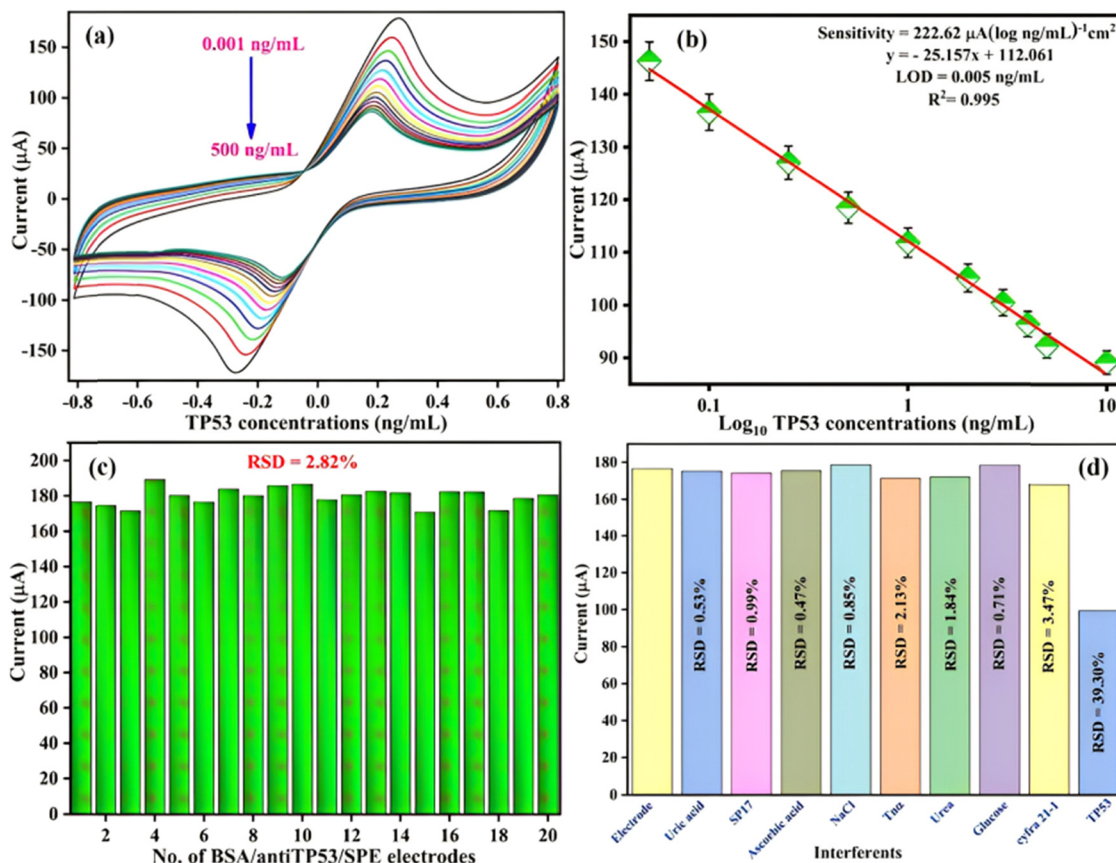 (a)
0.001 ng/mL
500 ng/mL
Current (µA)
150
100
50
0
-50
-100
-150
-0.8 -0.6 -0.4 -0.2 0.0 0.2 0.4 0.6 0.8
TP53 concentrations (ng/mL)
(b)
Sensitivity = 222.62 µA(log ng/mL)⁻¹cm²
y = - 25.157x + 112.061
LOD = 0.005 ng/mL
R²= 0.995
Current (µA)
150
140
130
120
110
100
90
0.1 1 10
Log₁₀ TP53 concentrations (ng/mL)
(c)
RSD = 2.82%
Current (µA)
200
180
160
140
120
100
80
60
40
20
0
2 4 6 8 10 12 14 16 18 20
No. of BSA/antiTP53/SPE electrodes
(d)
Current (µA)
180
160
140
120
100
80
60
40
20
0
RSD = 0.53%
RSD = 0.99%
RSD = 0.47%
RSD = 0.85%
RSD = 2.13%
RSD = 1.84%
RSD = 0.71%
RSD = 3.47%
RSD = 39.30%
Electrode
Uric acid
SP17
Ascorbic acid
NaCl
Tnα
Urea
Glucose
cyfra 21-1
TP53
Interferents